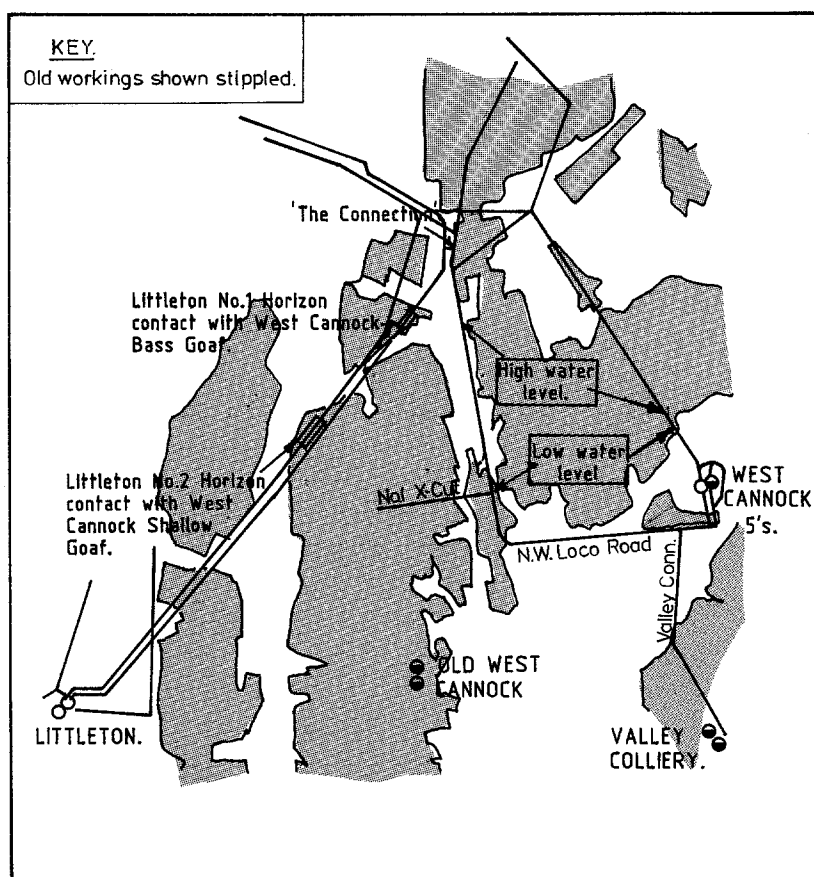 KEY.
Old workings shown stippled.
'The Connection'
Littleton No.1 Horizon
contact with West Cannock
Bass Goaf.
High water
level.
Low water
level
Littleton No.2 Horizon
contact with West
Cannock Shallow
Goaf.
No1 X-Cut
WEST
CANNOCK
5's.
N.W. Loco Road
Valley Conn.
OLD WEST
CANNOCK
LITTLETON.
VALLEY
COLLIERY.